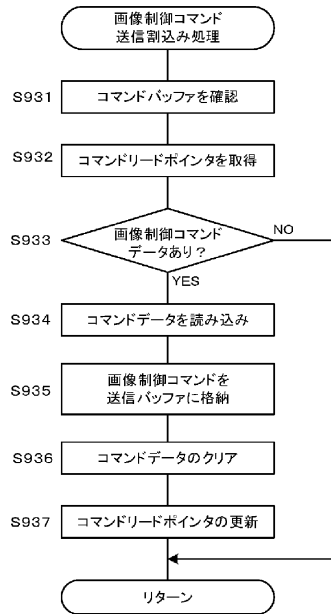 画像制御コマンド
送信割込み処理
S931
コマンドバッファを確認
S932
コマンドリードポインタを取得
S933
画像制御コマンド
データあり？
NO
YES
S934
コマンドデータを読み込み
S935
画像制御コマンドを
送信バッファに格納
S936
コマンドデータのクリア
S937
コマンドリードポインタの更新
リターン